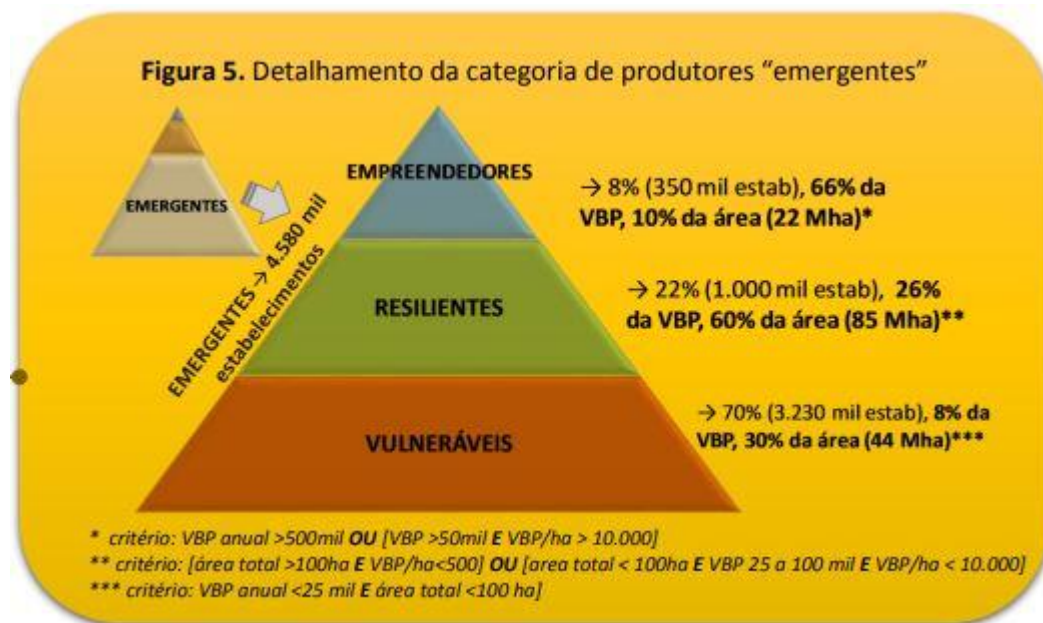 Figura 5. Detalhamento da categoria de produtores “emergentes”
EMERGENTES
EMERGENTES → 4.580 mil
estabelecimentos
EMPREENDEDORES
→ 8% (350 mil estab), 66% da
VBP, 10% da área (22 Mha)*
RESILIENTES
→ 22% (1.000 mil estab), 26%
da VBP, 60% da área (85 Mha)**
VULNERÁVEIS
→ 70% (3.230 mil estab), 8% da
VBP, 30% da área (44 Mha)***
* critério: VBP anual >500mil OU [VBP >50mil E VBP/ha > 10.000]
** critério: [área total >100ha E VBP/ha<500] OU [area total < 100ha E VBP 25 a 100 mil E VBP/ha < 10.000]
*** critério: VBP anual <25 mil E área total <100 ha]